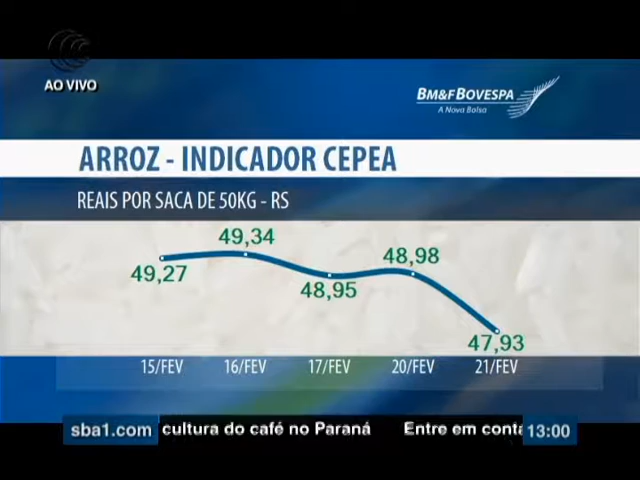 AO VIVO
BM&FBOVESPA
A Nova Bolsa
ARROZ - INDICADOR CEPEA
REAIS POR SACA DE 50KG - RS
49,27
49,34
48,95
48,98
47,93
15/FEV 16/FEV 17/FEV 20/FEV 21/FEV
sba1.com cultura do café no Paraná Entre em conta 13:00